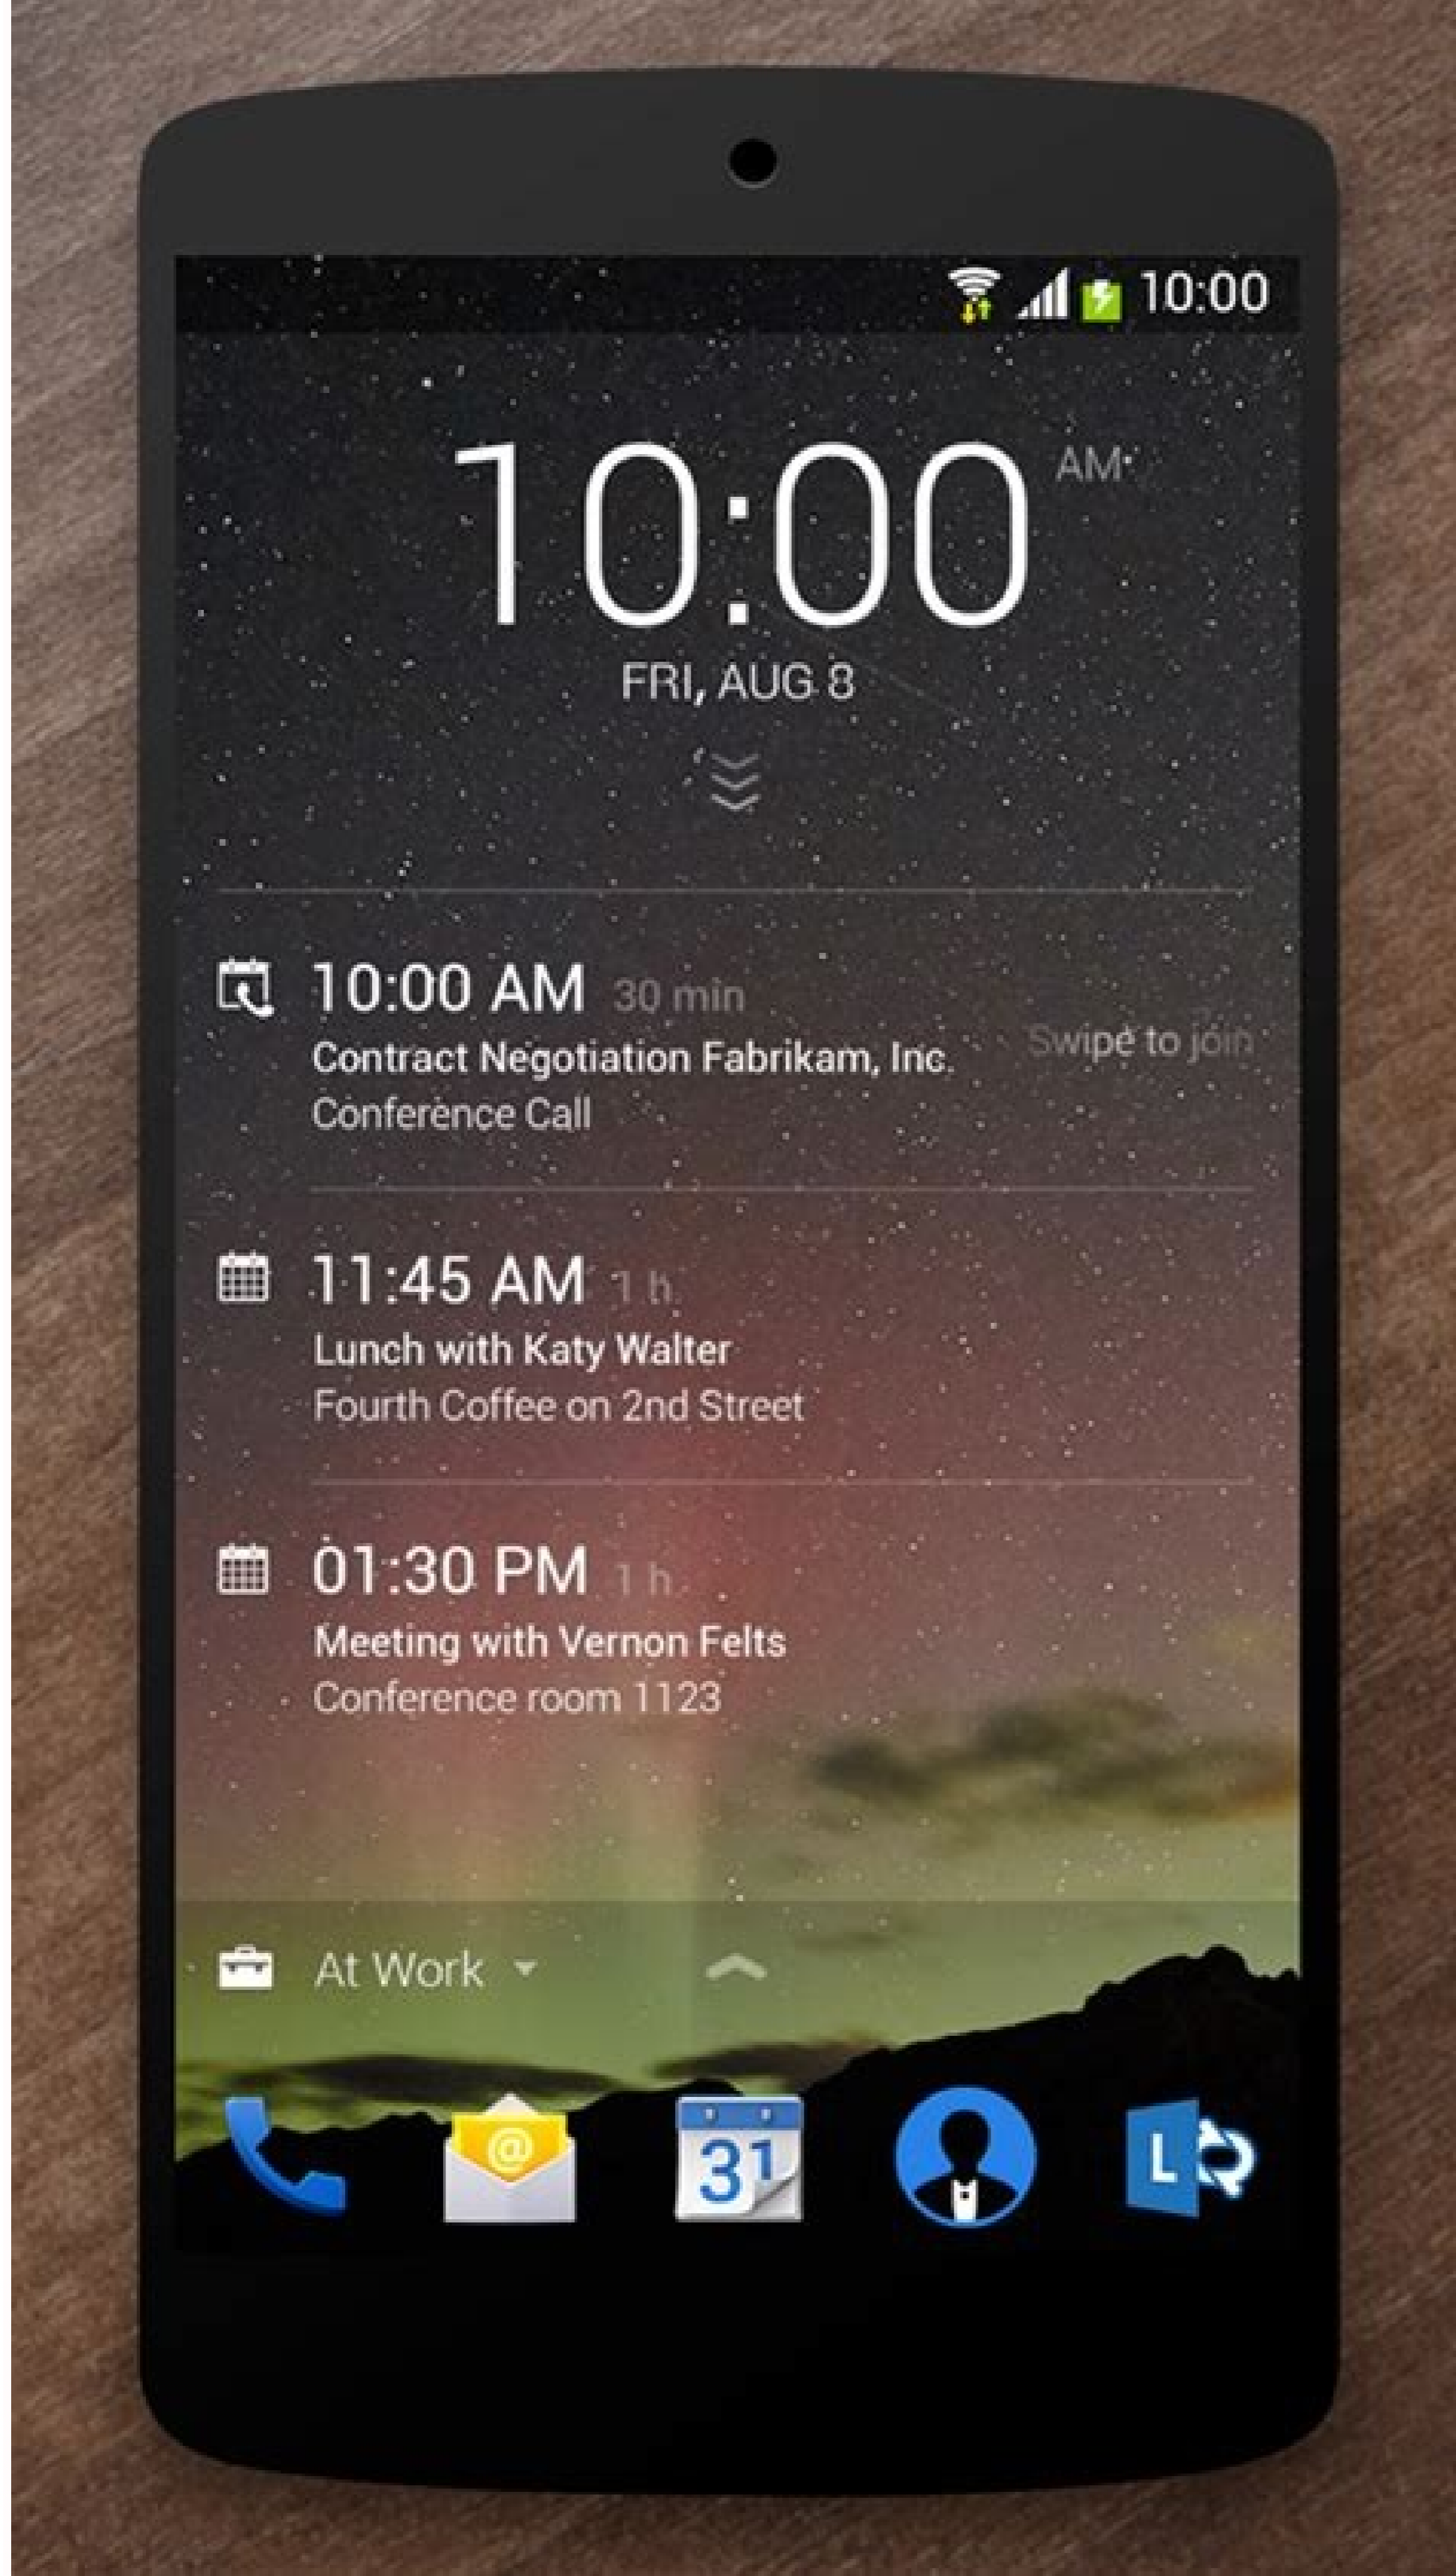 10:00
10:00 AM
FRI, AUG 8
10:00 AM 30 min
Contract Negotiation Fabrikam, Inc.
Swipe to join
Conference Call
11:45 AM 1 h
Lunch with Katy Walter
Fourth Coffee on 2nd Street
01:30 PM 1 h
Meeting with Vernon Felts
Conference room 1123
At Work
@
31
L